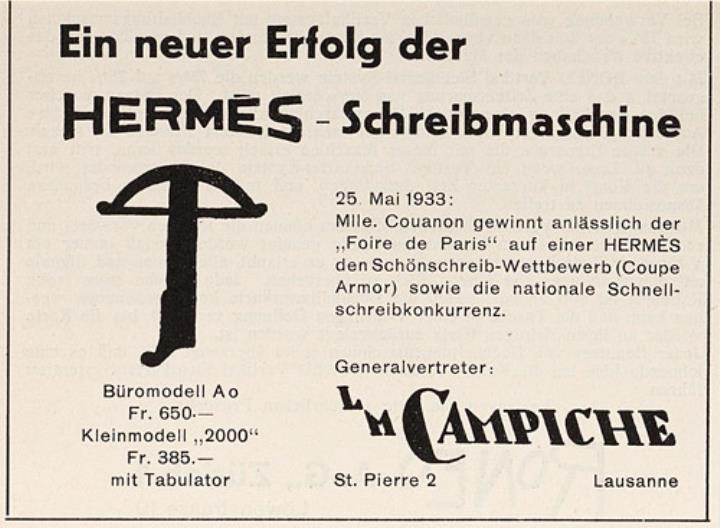 Ein neuer Erfolg der
HERMÈS - Schreibmaschine
25. Mai 1933:
Mlle. Couanon gewinnt anlässlich der
„Foire de Paris“ auf einer HERMÈS
den Schönschreib-Wettbewerb (Coupe
Armor) sowie die nationale Schnell-
schreibkonkurrenz.
Büromodell Ao
Fr. 650.—
Kleinmodell „2000“
Fr. 385.—
mit Tabulator
Generalvertreter:
LM CAMPICHE
St. Pierre 2 Lausanne